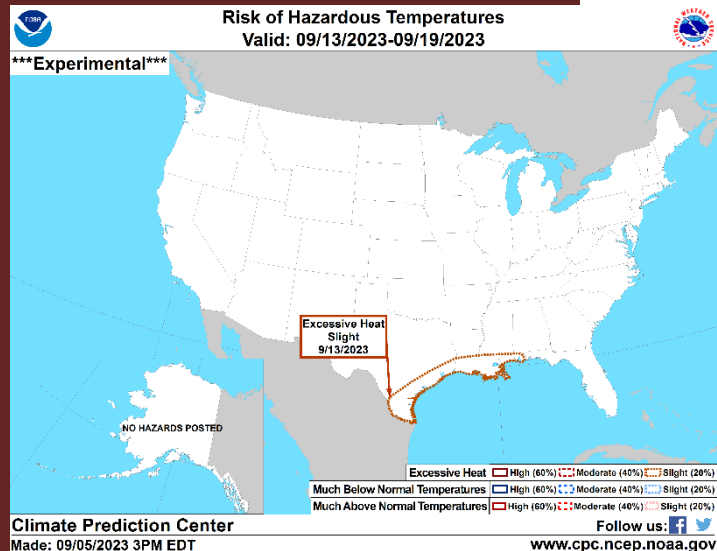 Risk of Hazardous Temperatures
Valid: 09/13/2023-09/19/2023
NOAA
***Experimental***
Excessive Heat
Slight
9/13/2023
NO HAZARDS POSTED
Excessive Heat High (60%) Moderate (40%) Slight (20%)
Much Below Normal Temperatures High (60%) Moderate (40%) Slight (20%)
Much Above Normal Temperatures High (60%) Moderate (40%) Slight (20%)
Climate Prediction Center
Follow us:
Made: 09/05/2023 3PM EDT
www.cpc.ncep.noaa.gov